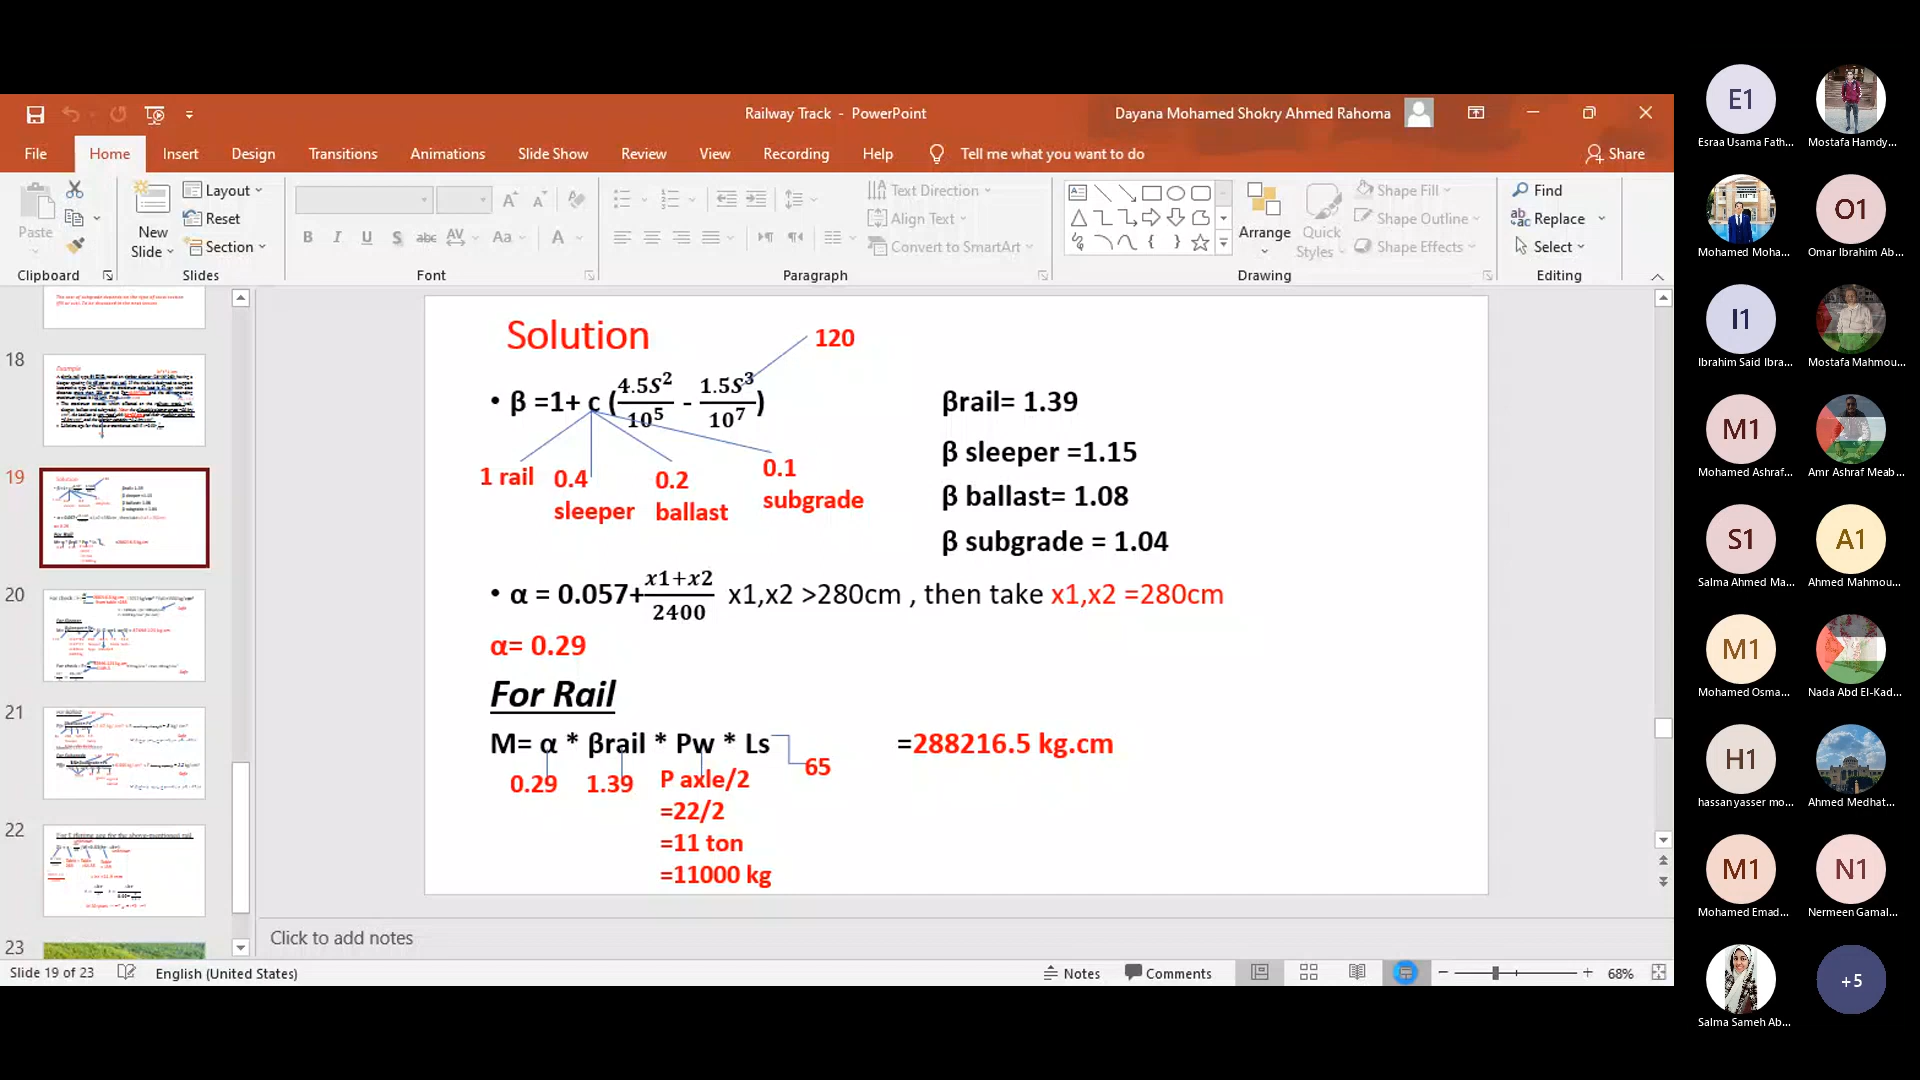 Railway Track - PowerPoint
Dayana Mohamed Shokry Ahmed Rahoma
File Home Insert Design Transitions Animations Slide Show Review View Recording Help Tell me what you want to do Share
Paste
Clipboard
New Slide
Layout
Reset
Section
Slides
B I U S abc AV Aa A
Font
Text Direction
Align Text
Convert to SmartArt
Paragraph
Arrange
Quick Styles
Shape Fill
Shape Outline
Shape Effects
Drawing
Find
Replace
Select
Editing
18
19
20
21
22
23
Solution
120
• β =1+ c (4.5S²/10⁵ - 1.5S³/10⁷)
1 rail
0.4 sleeper
0.2 ballast
0.1 subgrade
βrail= 1.39
β sleeper =1.15
β ballast= 1.08
β subgrade = 1.04
• α = 0.057+x1+x2/2400 x1,x2 >280cm , then take x1,x2 =280cm
α= 0.29
For Rail
M= α * βrail * Pw * Ls
=288216.5 kg.cm
65
0.29
1.39
P axle/2
=22/2
=11 ton
=11000 kg
Click to add notes
Slide 19 of 23
English (United States)
Notes
Comments
68%
E1
Esraa Usama Fath...
Mostafa Hamdy...
Mohamed Moha...
O1
Omar Ibrahim Ab...
I1
Ibrahim Said Ibra...
Mostafa Mahmou...
M1
Mohamed Ashraf...
Amr Ashraf Meab...
S1
Salma Ahmed Ma...
A1
Ahmed Mahmou...
M1
Mohamed Osma...
Nada Abd El-Kad...
H1
hassan yasser mo...
Ahmed Medhat...
M1
Mohamed Emad...
N1
Nermeen Gamal...
Salma Sameh Ab...
+5